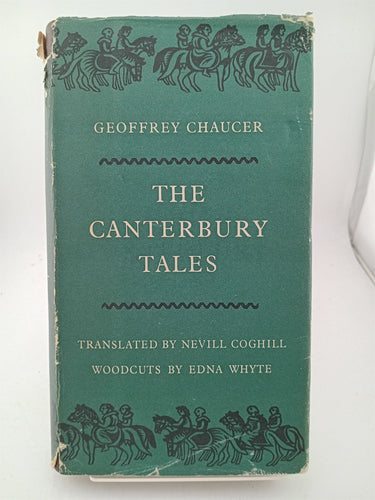 GEOFFREY CHAUCER
THE
CANTERBURY
TALES
TRANSLATED BY NEVILL COGHILL
WOODCUTS BY EDNA WHYTE